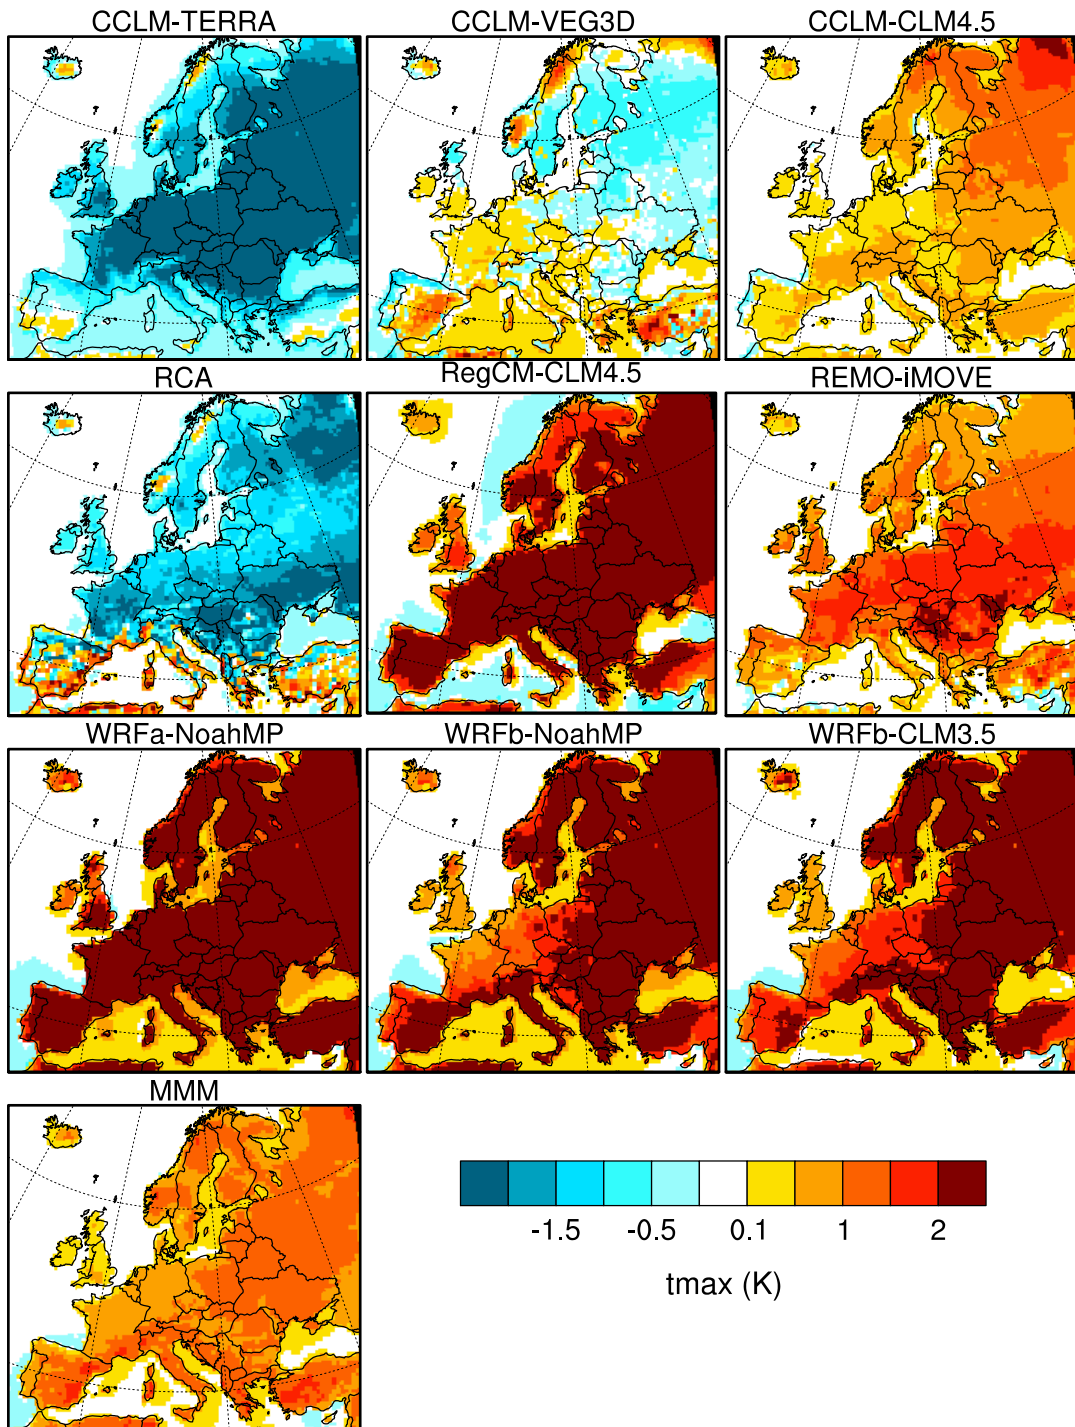 CCLM-TERRA CCLM-VEG3D CCLM-CLM4.5
RCA RegCM-CLM4.5 REMO-iMOVE
WRFa-NoahMP WRFb-NoahMP WRFb-CLM3.5
MMM
-1.5 -0.5 0.1 1 2
tmax (K)